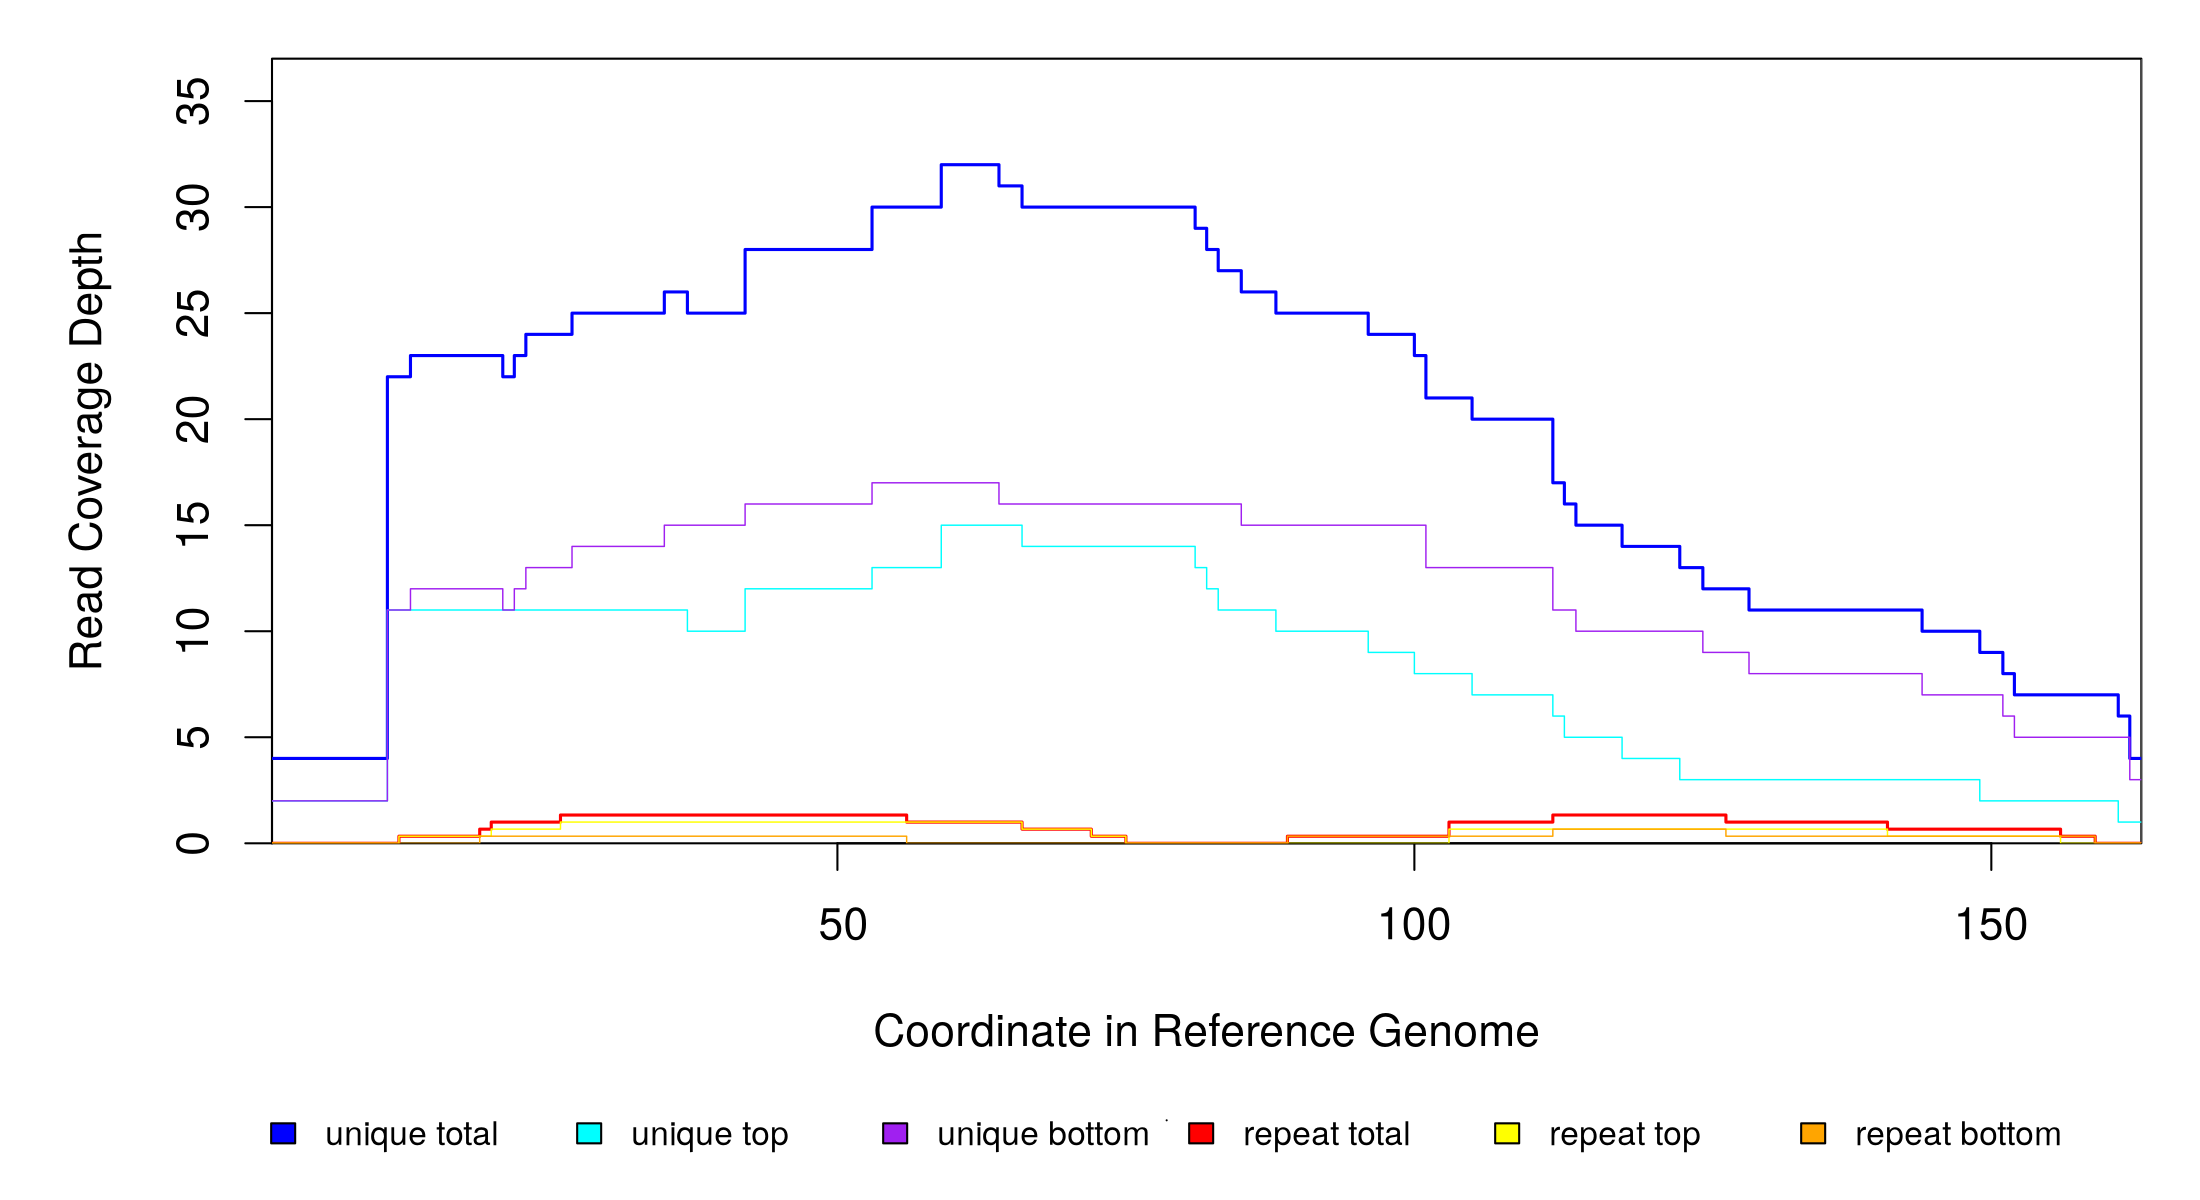 Read Coverage Depth
35
30
25
20
15
10
5
0
50 100 150
Coordinate in Reference Genome
unique total unique top unique bottom repeat total repeat top repeat bottom